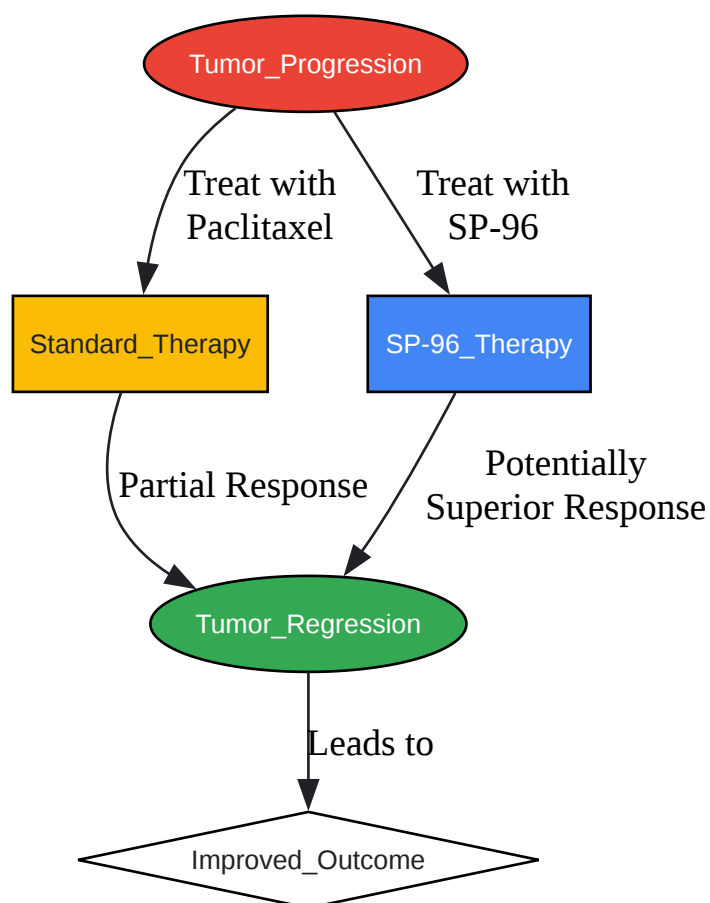 Tumor_Progression
Treat with
Paclitaxel
Treat with
SP-96
Standard_Therapy
SP-96_Therapy
Partial Response
Potentially
Superior Response
Tumor_Regression
Leads to
Improved_Outcome